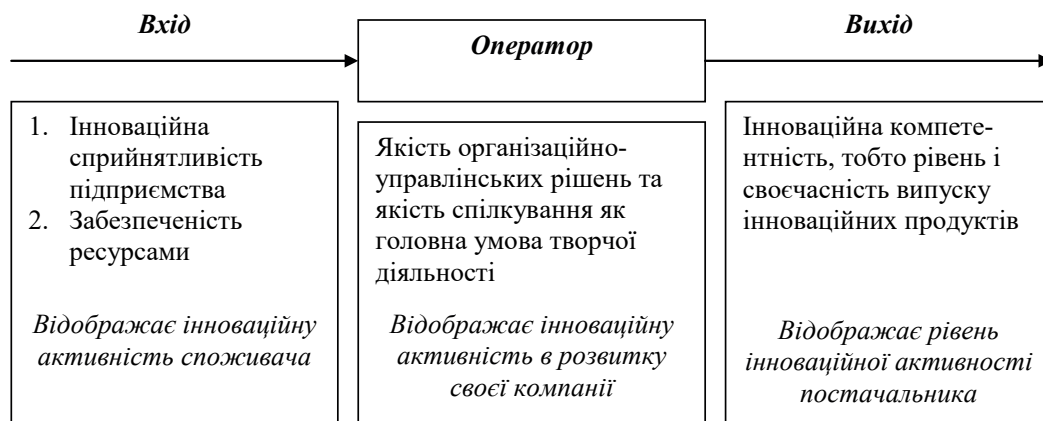 Вхід
Оператор
Вихід
1. Інноваційна
сприйнятливість
підприємства
2. Забезпеченість
ресурсами
Відображає інноваційну
активність споживача
Якість організаційно-
управлінських рішень та
якість спілкування як
головна умова творчої
діяльності
Відображає інноваційну
активність в розвитку
своєї компанії
Інноваційна компете-
нтність, тобто рівень і
своєчасність випуску
інноваційних продуктів
Відображає рівень
інноваційної активності
постачальника